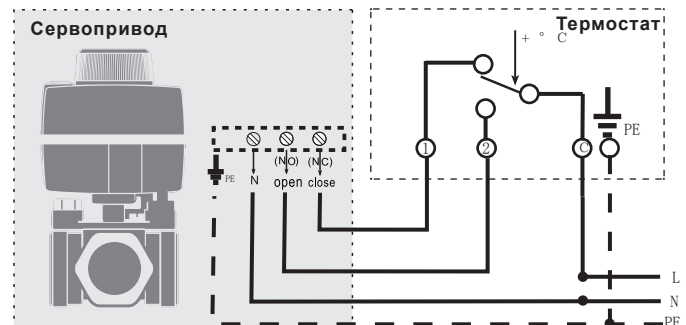 Сервопривод
Термостат
+ ° C
PE
1 2 C
(NO) (NC)
PE N open close
L
N
PE